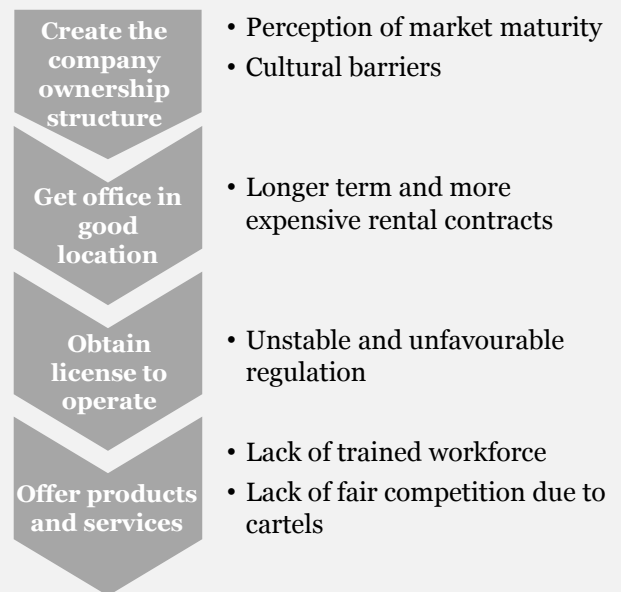 Create the
company
ownership
structure
• Perception of market maturity
• Cultural barriers
Get office in
good
location
• Longer term and more
expensive rental contracts
Obtain
license to
operate
• Unstable and unfavourable
regulation
Offer products
and services
• Lack of trained workforce
• Lack of fair competition due to
cartels